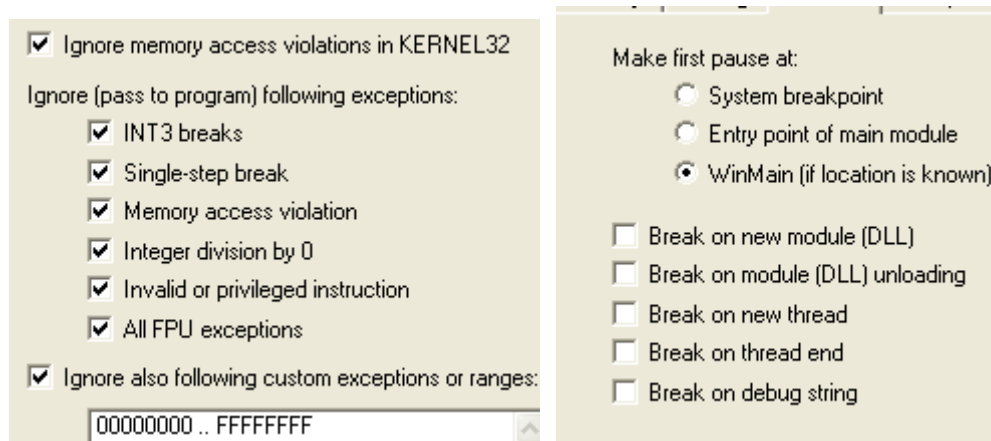 Ignore memory access violations in KERNEL32
Ignore (pass to program) following exceptions:
INT3 breaks
Single-step break
Memory access violation
Integer division by 0
Invalid or privileged instruction
All FPU exceptions
Ignore also following custom exceptions or ranges:
00000000 .. FFFFFFFF
Make first pause at:
System breakpoint
Entry point of main module
WinMain (if location is known)
Break on new module (DLL)
Break on module (DLL) unloading
Break on new thread
Break on thread end
Break on debug string